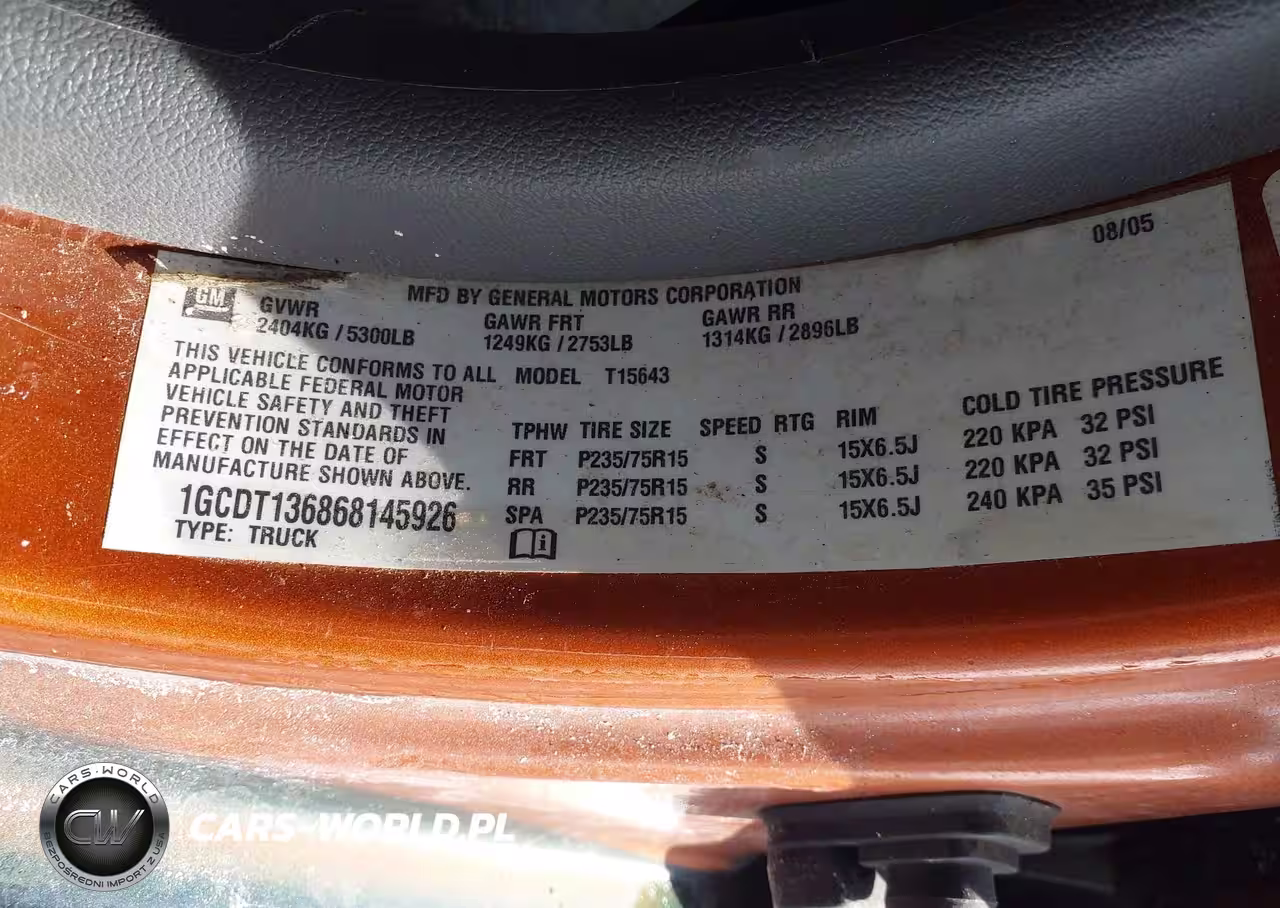 08/05
GM
MFD BY GENERAL MOTORS CORPORATION
GVWR GAWR FRT GAWR RR
2404KG / 5300LB 1249KG / 2753LB 1314KG / 2896LB
THIS VEHICLE CONFORMS TO ALL
APPLICABLE FEDERAL MOTOR
VEHICLE SAFETY AND THEFT
PREVENTION STANDARDS IN
EFFECT ON THE DATE OF
MANUFACTURE SHOWN ABOVE.
1GCDT136868145926
TYPE: TRUCK
MODEL T15643
TPHW TIRE SIZE SPEED RTG RIM COLD TIRE PRESSURE
FRT P235/75R15 S 15X6.5J 220 KPA 32 PSI
RR P235/75R15 S 15X6.5J 220 KPA 32 PSI
SPA P235/75R15 S 15X6.5J 240 KPA 35 PSI
CARS-WORLD
CW
BEZPOŚREDNI IMPORT Z USA
CARS-WORLD.PL